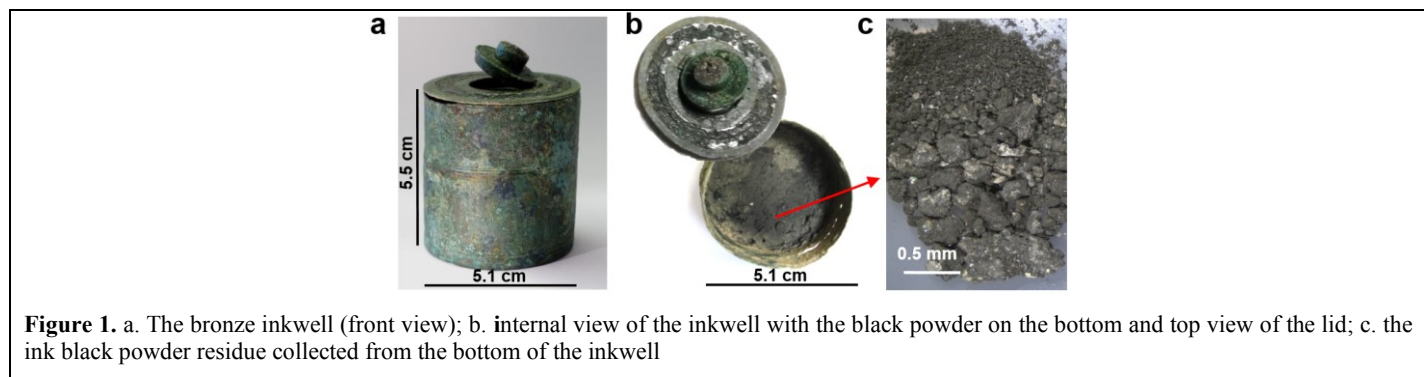 a
b
c
5.5 cm
5.1 cm
5.1 cm
0.5 mm
Figure 1. a. The bronze inkwell (front view); b. internal view of the inkwell with the black powder on the bottom and top view of the lid; c. the
ink black powder residue collected from the bottom of the inkwell